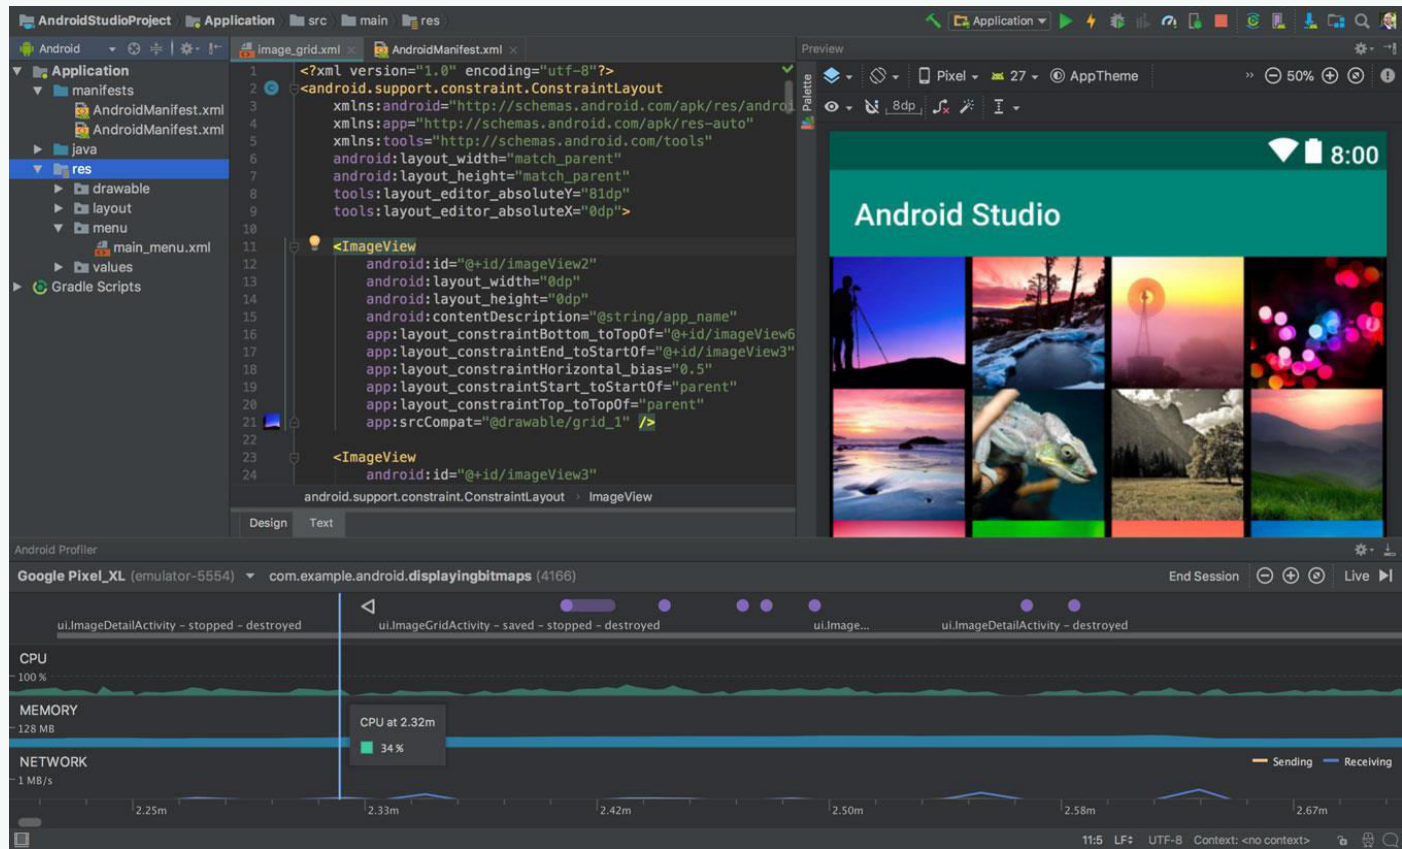 AndroidStudioProject Application src main res
Application
Android
image_grid.xml
AndroidManifest.xml
Preview
Application
manifests
AndroidManifest.xml
AndroidManifest.xml
java
res
drawable
layout
menu
main_menu.xml
values
Gradle Scripts
1 <?xml version="1.0" encoding="utf-8"?>
2 <android.support.constraint.ConstraintLayout
3 xmlns:android="http://schemas.android.com/apk/res/androi
4 xmlns:app="http://schemas.android.com/apk/res-auto"
5 xmlns:tools="http://schemas.android.com/tools"
6 android:layout_width="match_parent"
7 android:layout_height="match_parent"
8 tools:layout_editor_absoluteY="81dp"
9 tools:layout_editor_absoluteX="0dp">
10
11 <ImageView
12 android:id="@+id/imageView2"
13 android:layout_width="0dp"
14 android:layout_height="0dp"
15 android:contentDescription="@string/app_name"
16 app:layout_constraintBottom_toTopOf="@+id/imageView6
17 app:layout_constraintEnd_toStartOf="@+id/imageView3"
18 app:layout_constraintHorizontal_bias="0.5"
19 app:layout_constraintStart_toStartOf="parent"
20 app:layout_constraintTop_toTopOf="parent"
21 app:srcCompat="@drawable/grid_1" />
22
23 <ImageView
24 android:id="@+id/imageView3"
android.support.constraint.ConstraintLayout › ImageView
Design Text
Palette
Pixel 27 AppTheme » 50%
8dp
8:00
Android Studio
Android Profiler
Google Pixel_XL (emulator-5554) com.example.android.displayingbitmaps (4166) End Session Live
ui.ImageDetailActivity – stopped – destroyed
ui.ImageGridActivity – saved – stopped – destroyed
ui.Image...
ui.ImageDetailActivity – destroyed
CPU
100 %
MEMORY
128 MB
CPU at 2.32m
34 %
NETWORK
1 MB/s
Sending Receiving
2.25m 2.33m 2.42m 2.50m 2.58m 2.67m
11:5 LF UTF-8 Context: <no context>